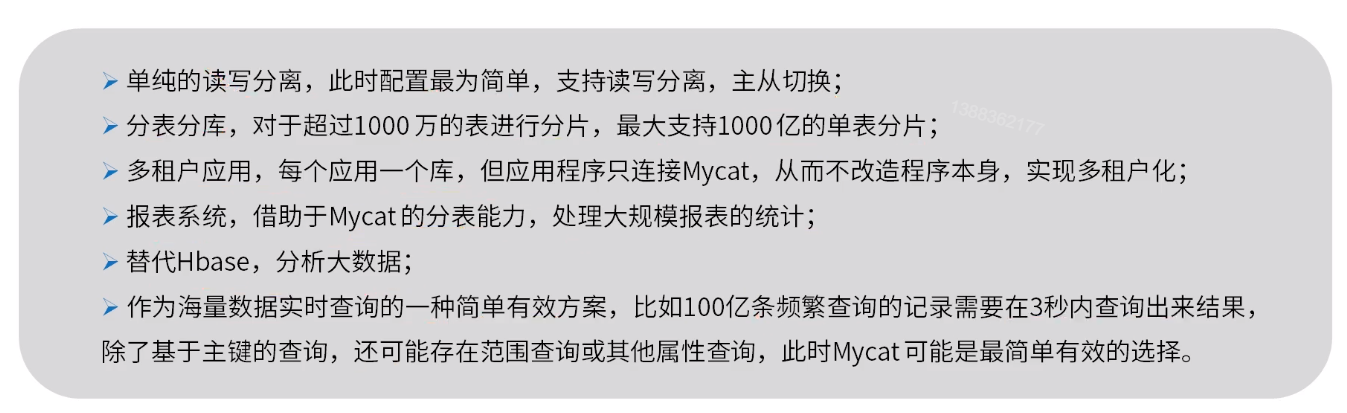 ➢ 单纯的读写分离，此时配置最为简单，支持读写分离，主从切换；
➢ 分表分库，对于超过1000万的表进行分片，最大支持1000亿的单表分片；
1388362177
➢ 多租户应用，每个应用一个库，但应用程序只连接Mycat，从而不改造程序本身，实现多租户化；
➢ 报表系统，借助于Mycat的分表能力，处理大规模报表的统计；
➢ 替代Hbase，分析大数据；
➢ 作为海量数据实时查询的一种简单有效方案，比如100亿条频繁查询的记录需要在3秒内查询出来结果，
除了基于主键的查询，还可能存在范围查询或其他属性查询，此时Mycat可能是最简单有效的选择。